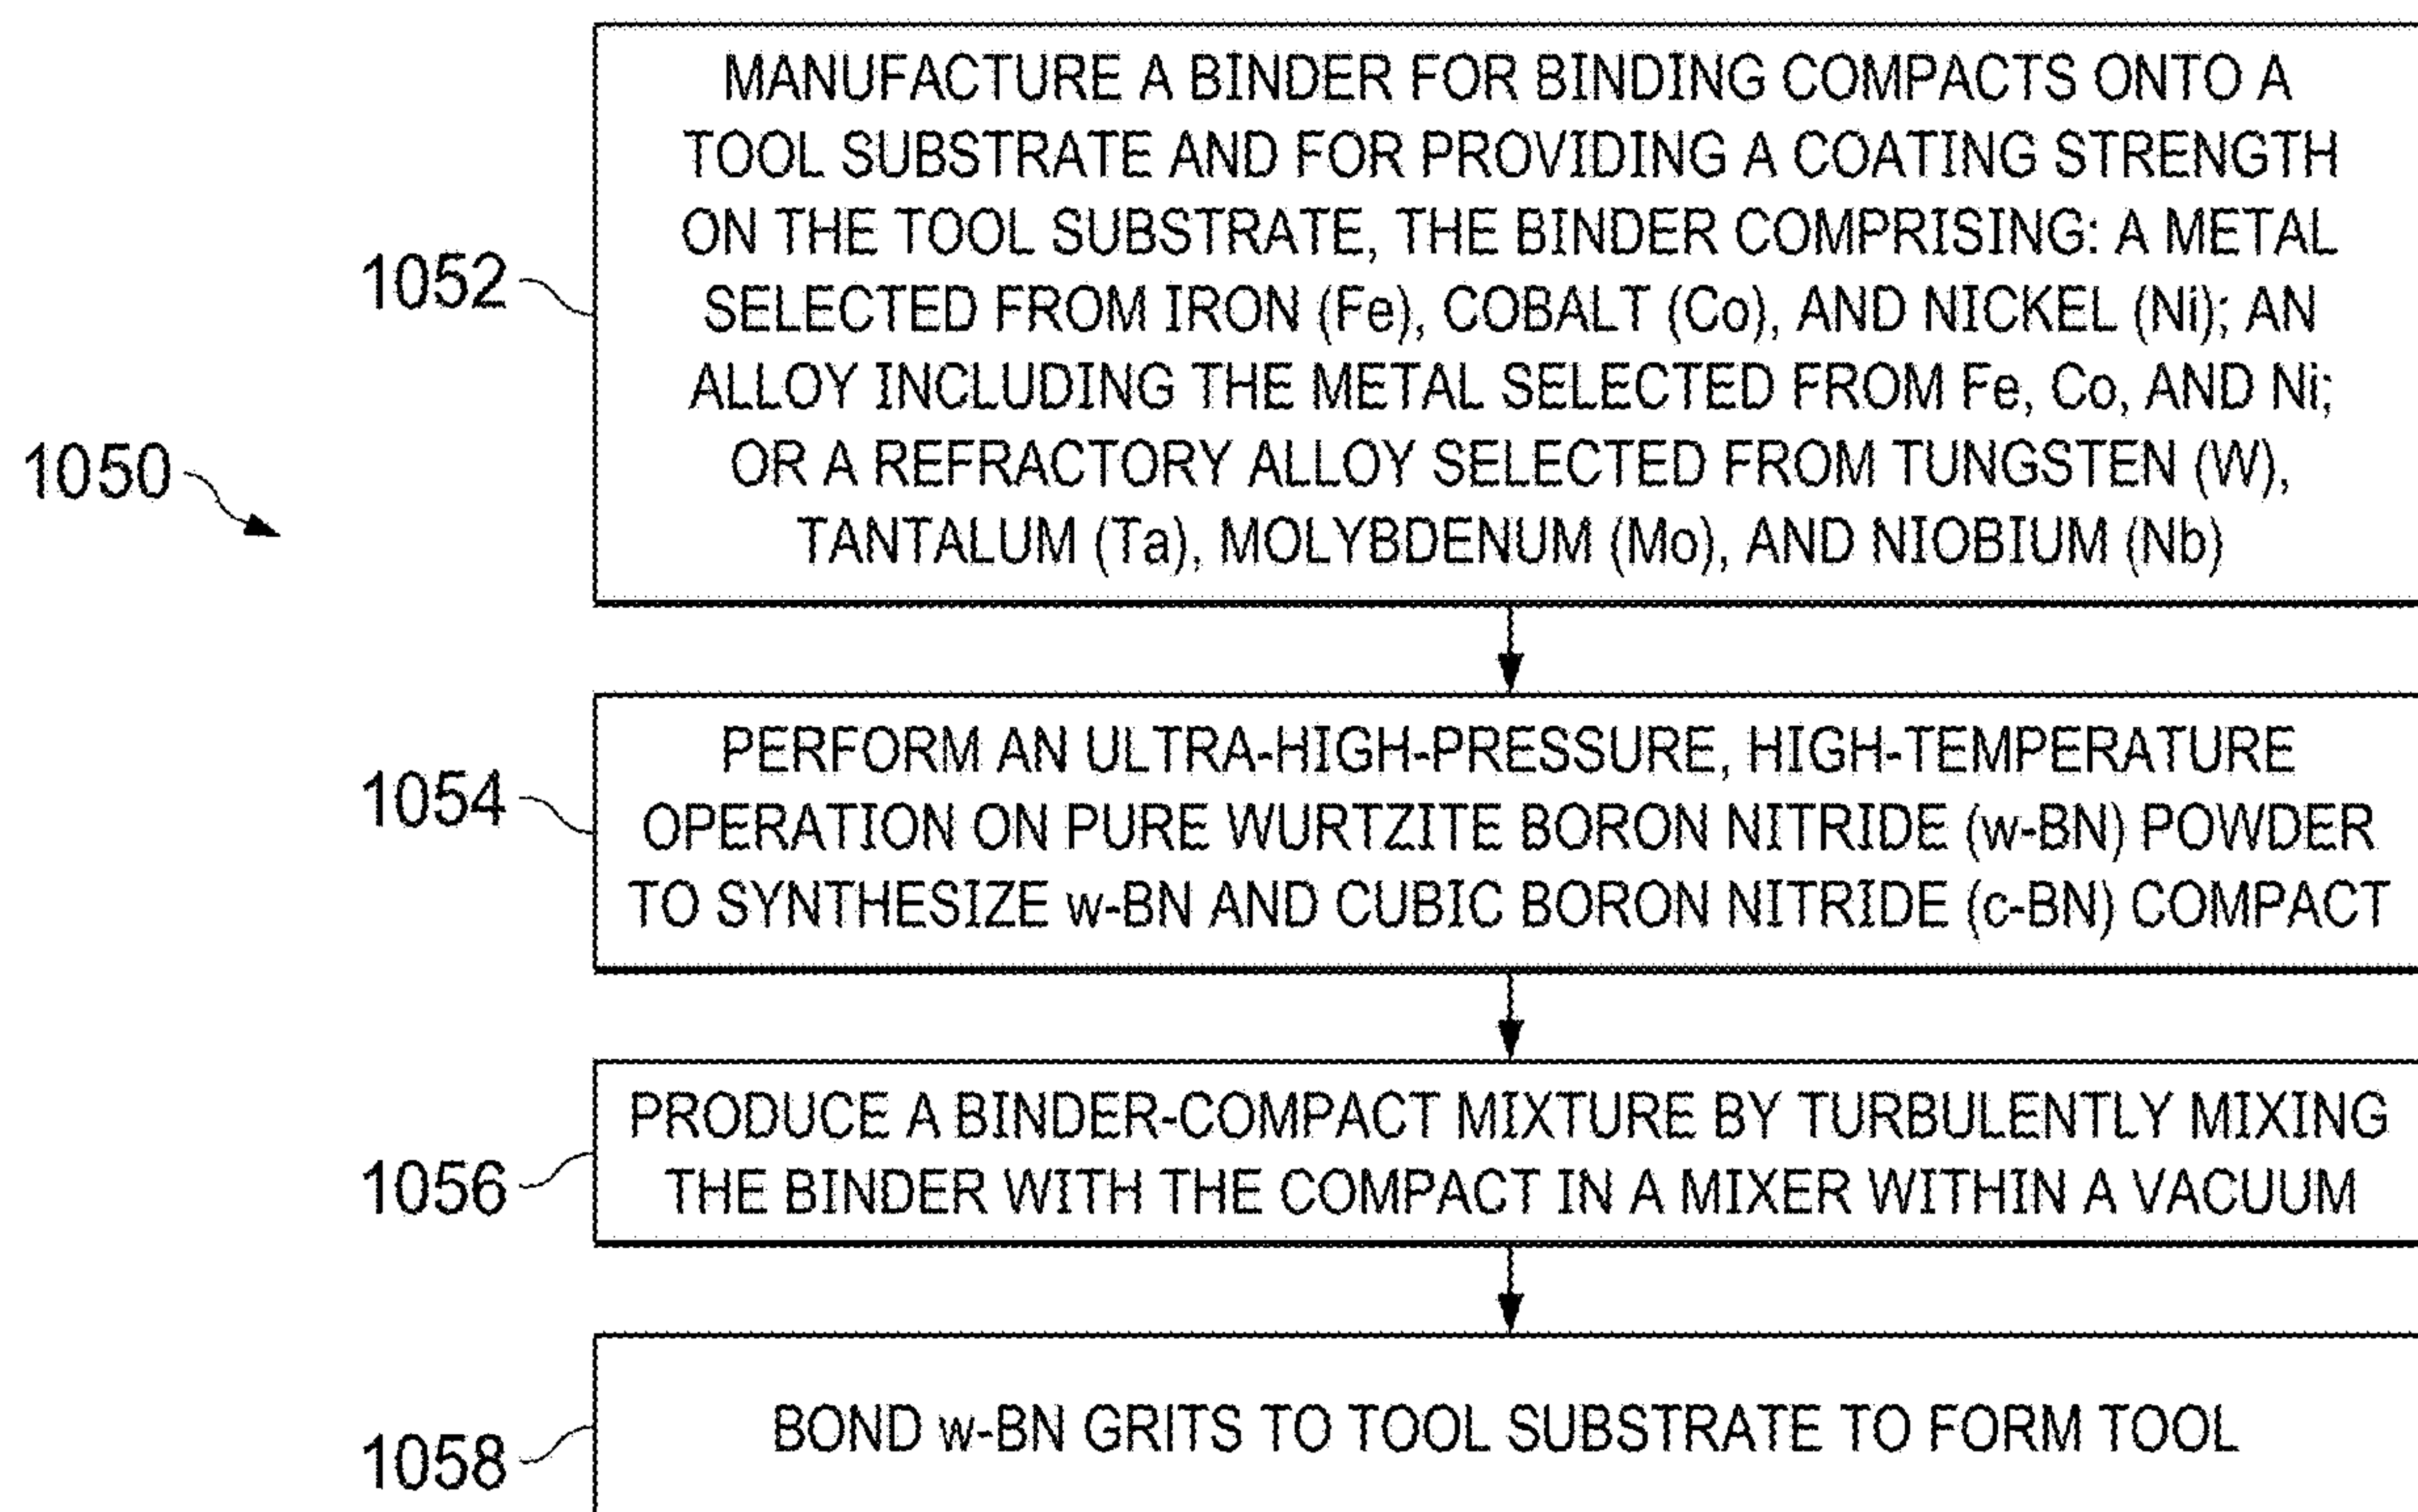 MANUFACTURE A BINDER FOR BINDING COMPACTS ONTO A
TOOL SUBSTRATE AND FOR PROVIDING A COATING STRENGTH
ON THE TOOL SUBSTRATE, THE BINDER COMPRISING: A METAL
SELECTED FROM IRON (Fe), COBALT (Co), AND NICKEL (Ni); AN
ALLOY INCLUDING THE METAL SELECTED FROM Fe, Co, AND Ni;
OR A REFRACTORY ALLOY SELECTED FROM TUNGSTEN (W),
TANTALUM (Ta), MOLYBDENUM (Mo), AND NIOBIUM (Nb)
1052
1050
PERFORM AN ULTRA-HIGH-PRESSURE, HIGH-TEMPERATURE
OPERATION ON PURE WURTZITE BORON NITRIDE (w-BN) POWDER
TO SYNTHESIZE w-BN AND CUBIC BORON NITRIDE (c-BN) COMPACT
1054
PRODUCE A BINDER-COMPACT MIXTURE BY TURBULENTLY MIXING
THE BINDER WITH THE COMPACT IN A MIXER WITHIN A VACUUM
1056
BOND w-BN GRITS TO TOOL SUBSTRATE TO FORM TOOL
1058